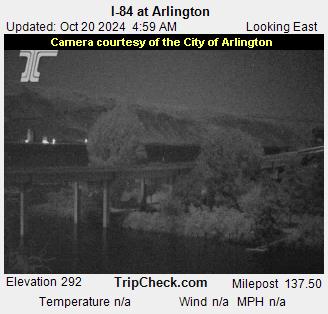 I-84 at Arlington
Updated: Oct 20 2024 4:59 AM Looking East
Camera courtesy of the City of Arlington
Elevation 292 TripCheck.com Milepost 137.50
Temperature n/a Wind n/a MPH n/a